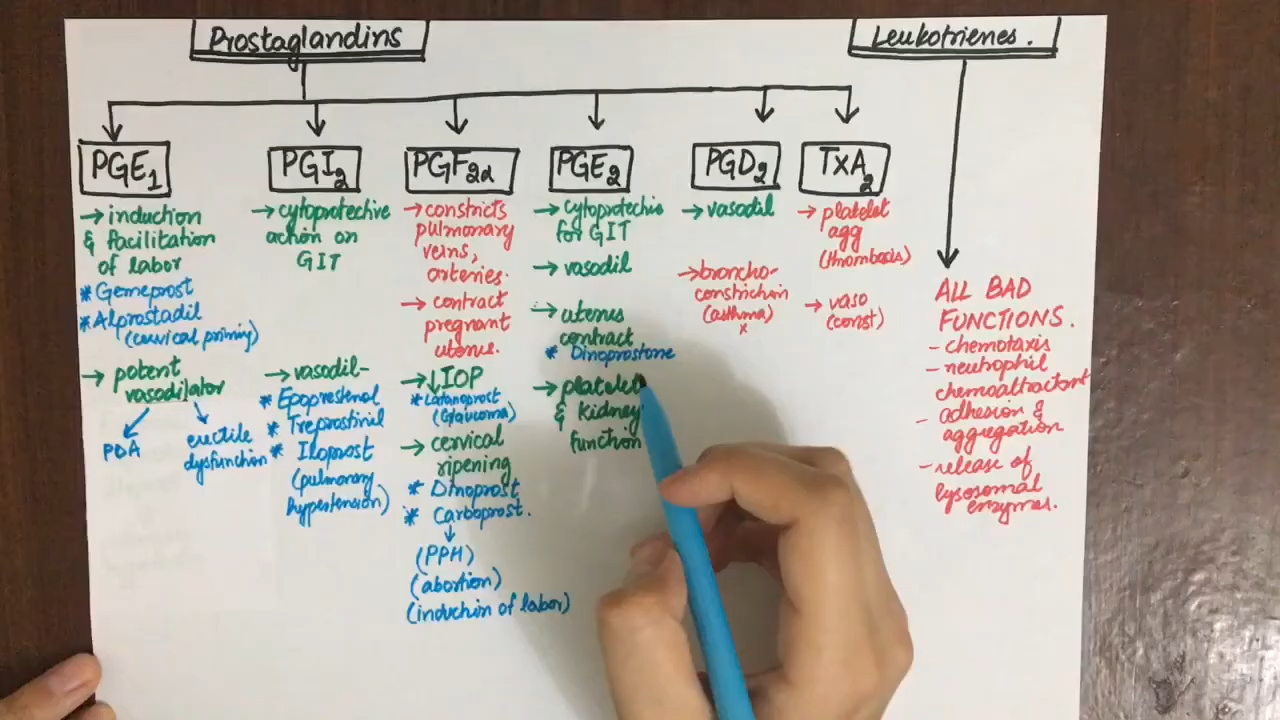 Prostaglandins
Leukotrienes.
PGE1
→ induction
& facilitation
of labor
* Gemeprost
* Alprostadil
(cervical priming)
→ potent
vasodilator
PDA
erectile
dysfunction
PGI2
→ cytoprotective
action on
GIT
→ vasodil-
* Epoprostenol
* Treprostinil
* Iloprost
(pulmonary
hypertension)
PGF2α
→ constricts
pulmonary
veins,
arteries.
→ contract
pregnant
uterus.
→ ↓IOP
* Latanoprost
(Glaucoma)
→ cervical
ripening
* Dinoprost
* Carboprost.
(PPH)
(abortion)
(induction of labor)
PGE2
→ Cytoprotectio
for GIT
→ vasodil
→ uterus
contract
* Dinoprostone
→ platelet
& kidney
function
PGD2
→ vasodil
→ broncho-
constriction
(asthma)
x
TxA2
→ platelet
agg
(thrombosis)
→ vaso
(const)
ALL BAD
FUNCTIONS.
- chemotaxis
- neutrophil
chemoattractant
- adhesion &
aggregation
- release of
lysosomal
enzymes.